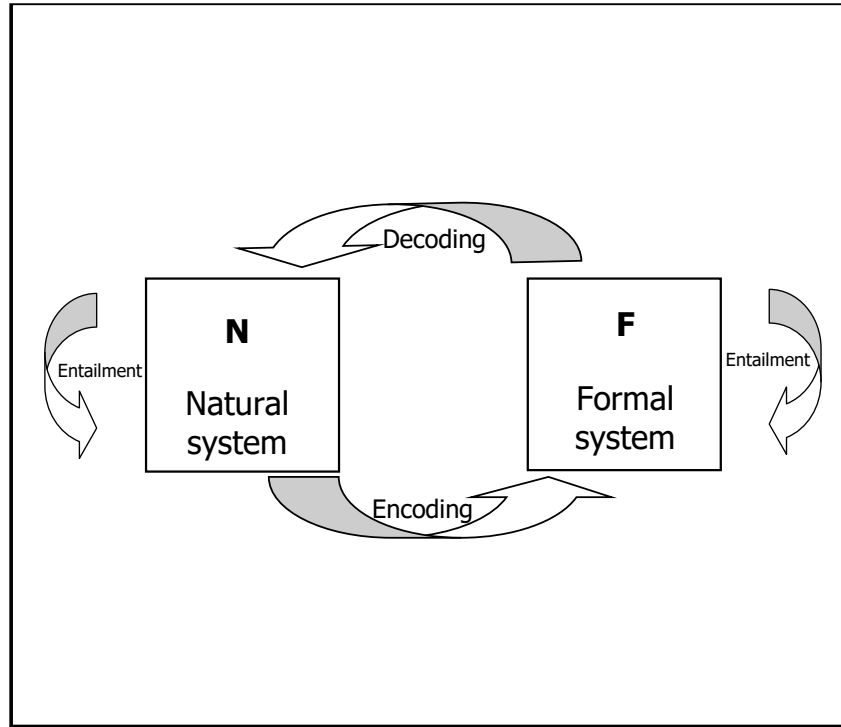 Decoding
N
Natural
system
F
Formal
system
Entailment
Entailment
Encoding